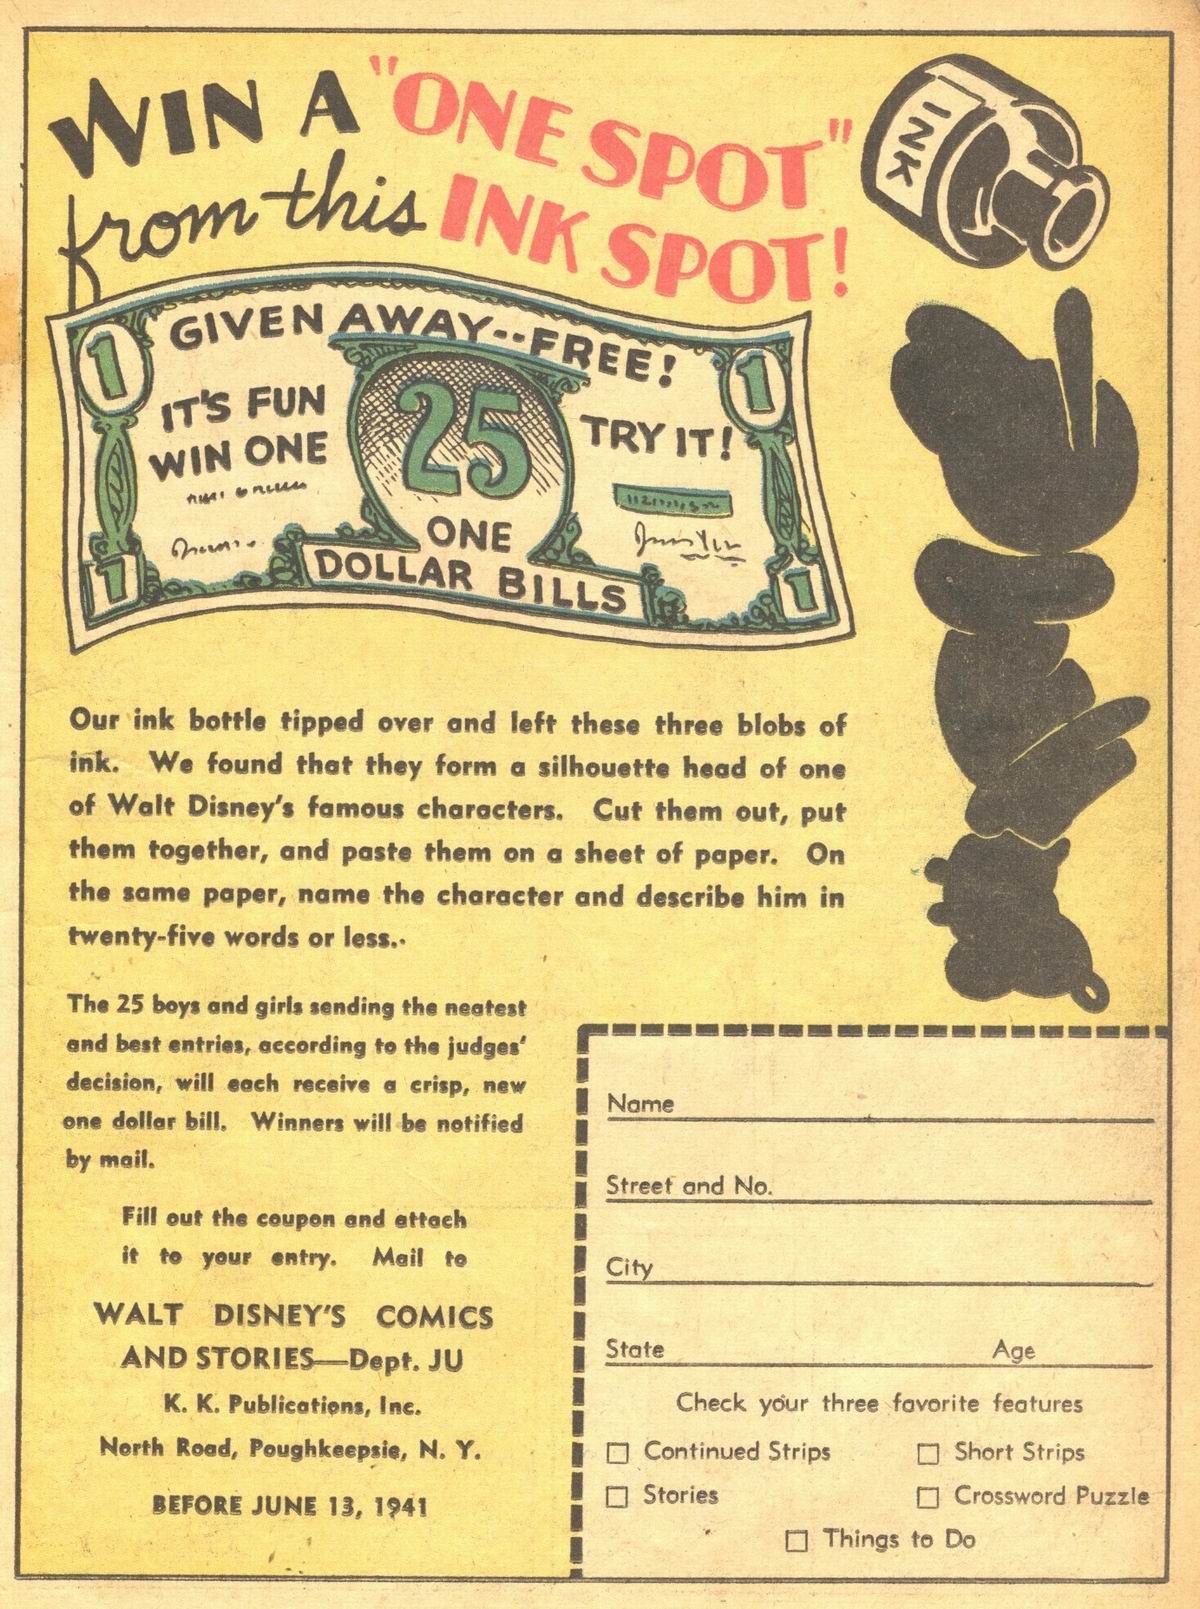 WIN A "ONE SPOT"
from this INK SPOT!
INK
1 1
GIVEN AWAY--FREE!
IT'S FUN
WIN ONE
25
TRY IT!
ONE
DOLLAR BILLS
1 1
Our ink bottle tipped over and left these three blobs of
ink. We found that they form a silhouette head of one
of Walt Disney's famous characters. Cut them out, put
them together, and paste them on a sheet of paper. On
the same paper, name the character and describe him in
twenty-five words or less.
The 25 boys and girls sending the neatest
and best entries, according to the judges'
decision, will each receive a crisp, new
one dollar bill. Winners will be notified
by mail.
Fill out the coupon and attach
it to your entry. Mail to
WALT DISNEY'S COMICS
AND STORIES—Dept. JU
K. K. Publications, Inc.
North Road, Poughkeepsie, N. Y.
BEFORE JUNE 13, 1941
Name
Street and No.
City
State Age
Check your three favorite features
Continued Strips Short Strips
Stories Crossword Puzzle
Things to Do